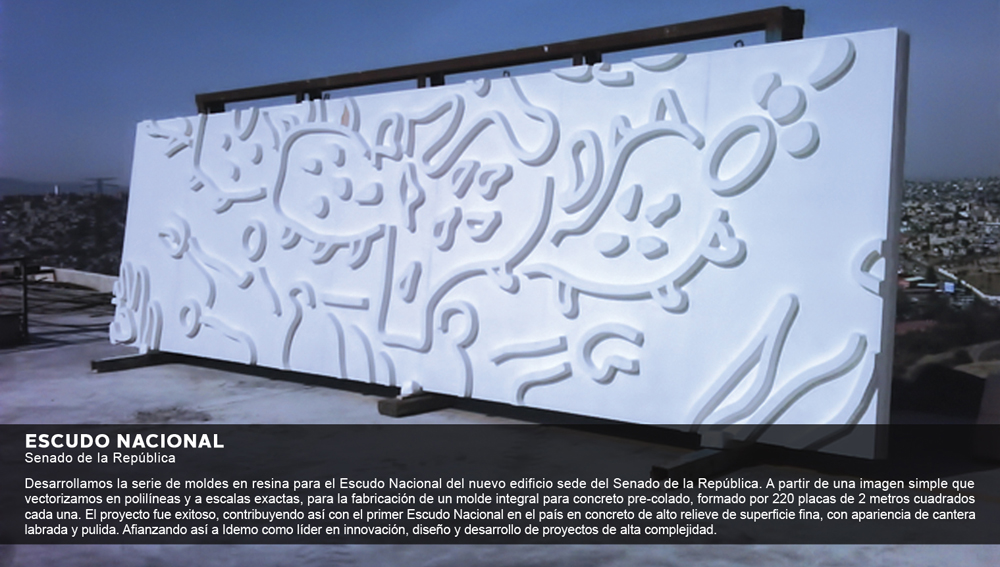 ESCUDO NACIONAL
Senado de la República
Desarrollamos la serie de moldes en resina para el Escudo Nacional del nuevo edificio sede del Senado de la República. A partir de una imagen simple que
vectorizamos en polilíneas y a escalas exactas, para la fabricación de un molde integral para concreto pre-colado, formado por 220 placas de 2 metros cuadrados
cada una. El proyecto fue exitoso, contribuyendo así con el primer Escudo Nacional en el país en concreto de alto relieve de superficie fina, con apariencia de cantera
labrada y pulida. Afianzando así a Idemo como líder en innovación, diseño y desarrollo de proyectos de alta complejidad.